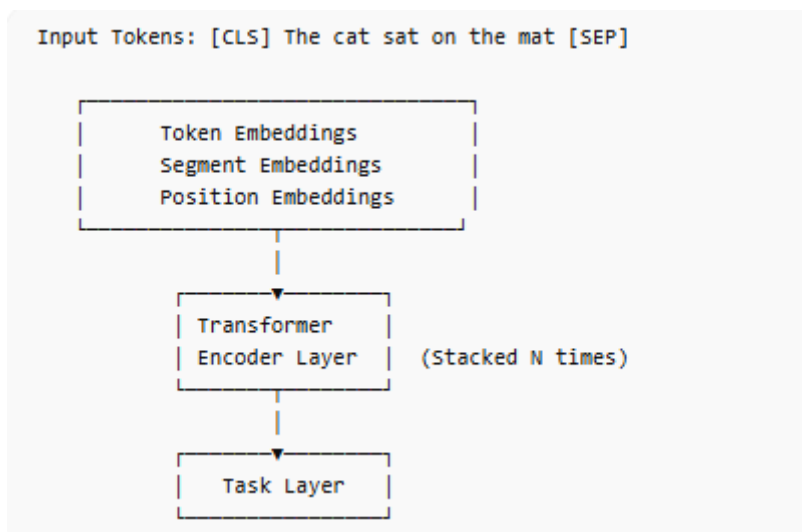 Input Tokens: [CLS] The cat sat on the mat [SEP]
Token Embeddings
Segment Embeddings
Position Embeddings
Transformer
Encoder Layer (Stacked N times)
Task Layer